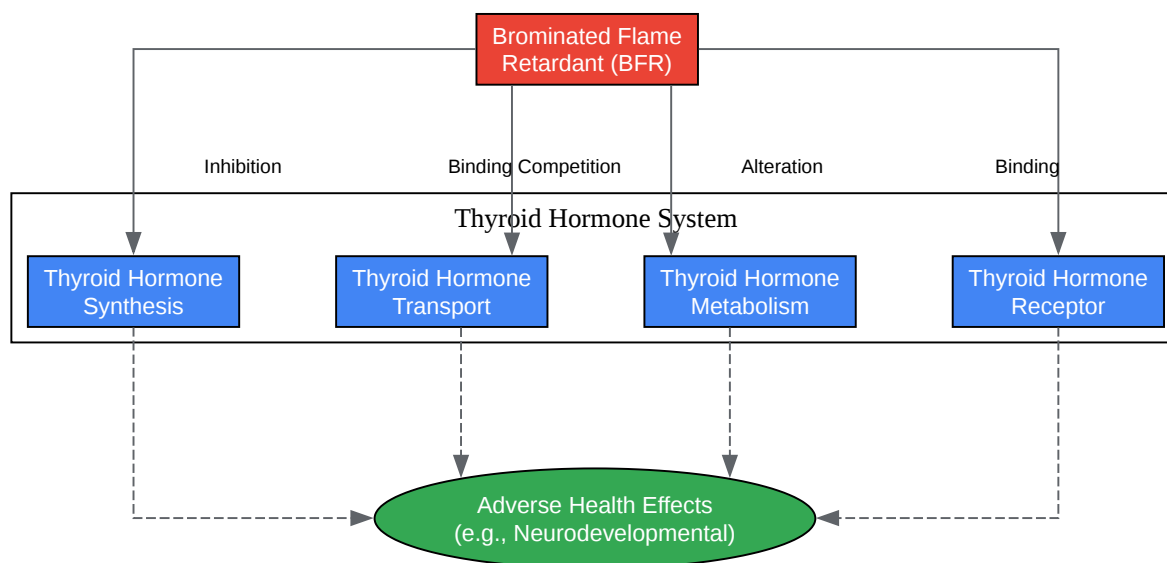 Brominated Flame
Retardant (BFR)
Inhibition
Binding Competition
Alteration
Binding
Thyroid Hormone System
Thyroid Hormone
Synthesis
Thyroid Hormone
Transport
Thyroid Hormone
Metabolism
Thyroid Hormone
Receptor
Adverse Health Effects
(e.g., Neurodevelopmental)